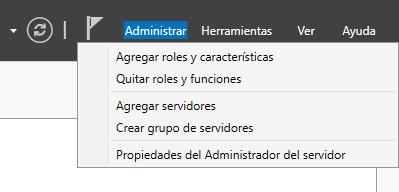 Administrar Herramientas Ver Ayuda
Agregar roles y características
Quitar roles y funciones
Agregar servidores
Crear grupo de servidores
Propiedades del Administrador del servidor